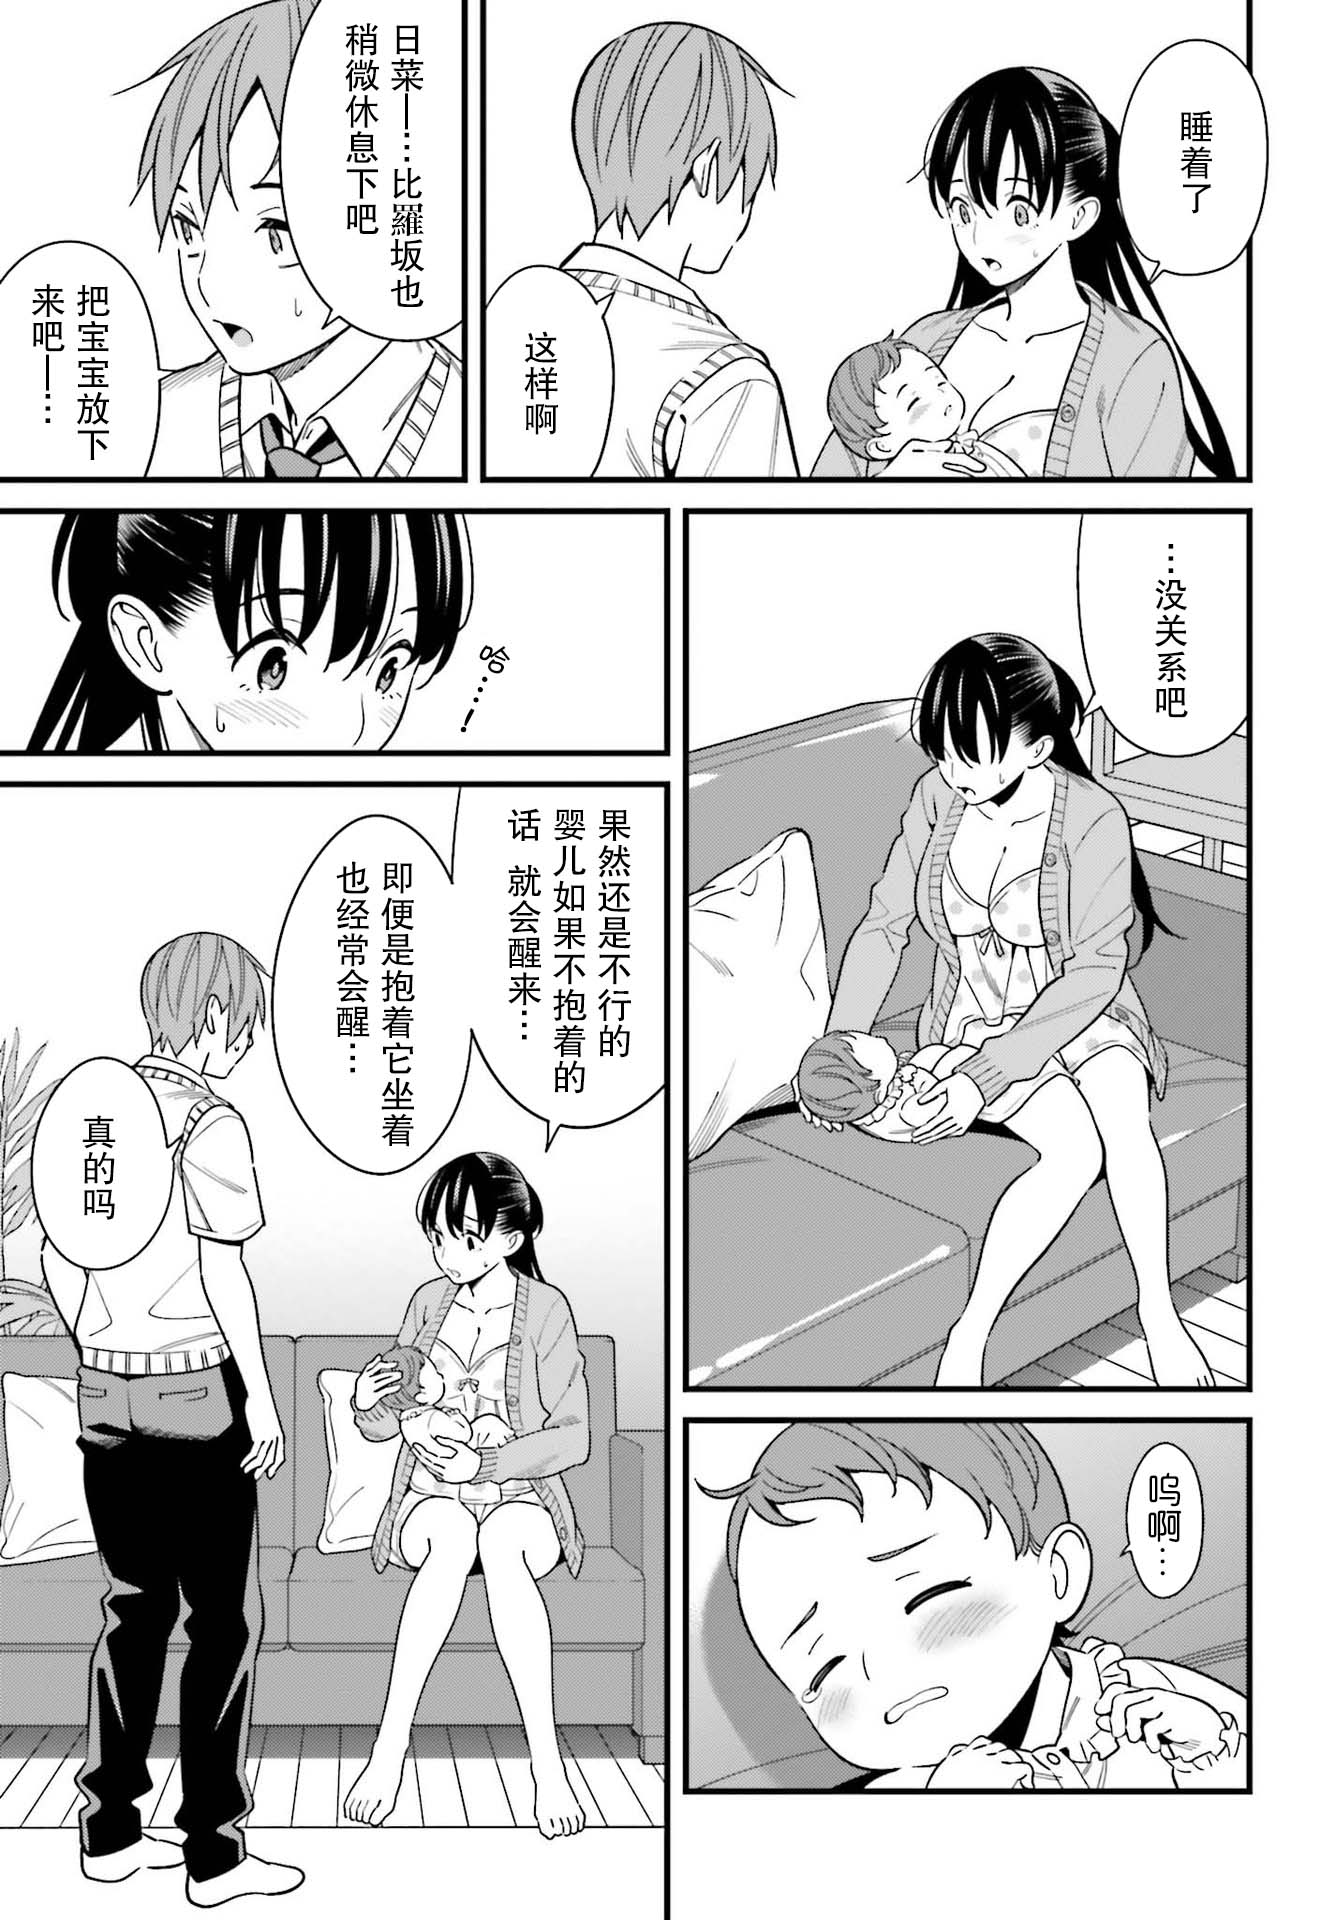 睡着了
这样啊
日菜—…比羅坂也
稍微休息下吧
把宝宝放下
来吧—…
…没关系吧
呜啊…
哈…！
果然还是不行的
婴儿如果不抱着的
话 就会醒来…
即便是抱着它坐着
也经常会醒…
真的吗